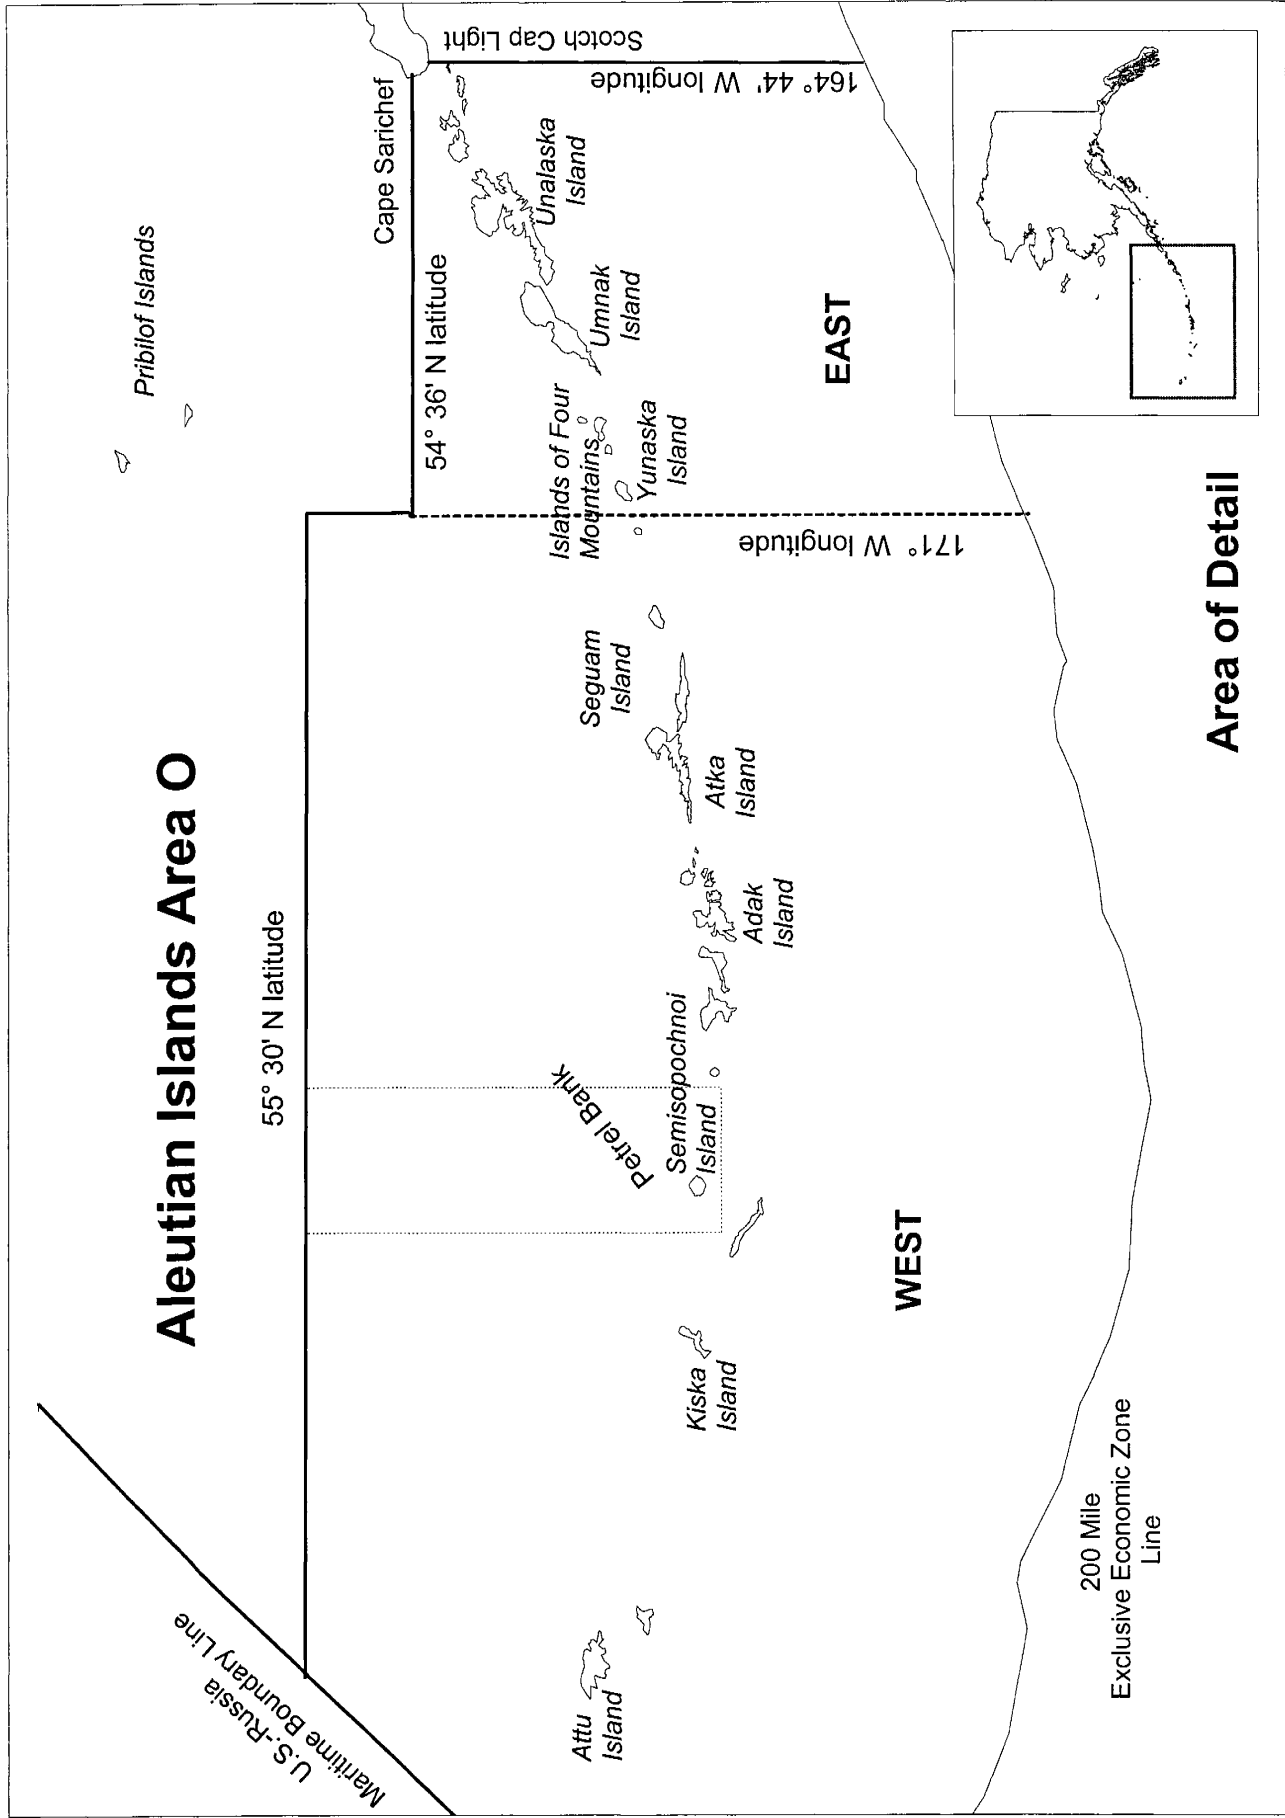 Aleutian Islands Area O
Pribilof Islands
U.S.-Russia
Maritime Boundary Line
55° 30' N latitude
Cape Sarichef
54° 36' N latitude
Scotch Cap Light
164° 44' W longitude
Unalaska
Island
Umnak
Island
Islands of Four
Mountains
Yunaska
Island
171° W longitude
Seguam
Island
Atka
Island
Adak
Island
Petrel Bank
Semisopochnoi
Island
Kiska
Island
Attu
Island
WEST
EAST
200 Mile
Exclusive Economic Zone
Line
Area of Detail